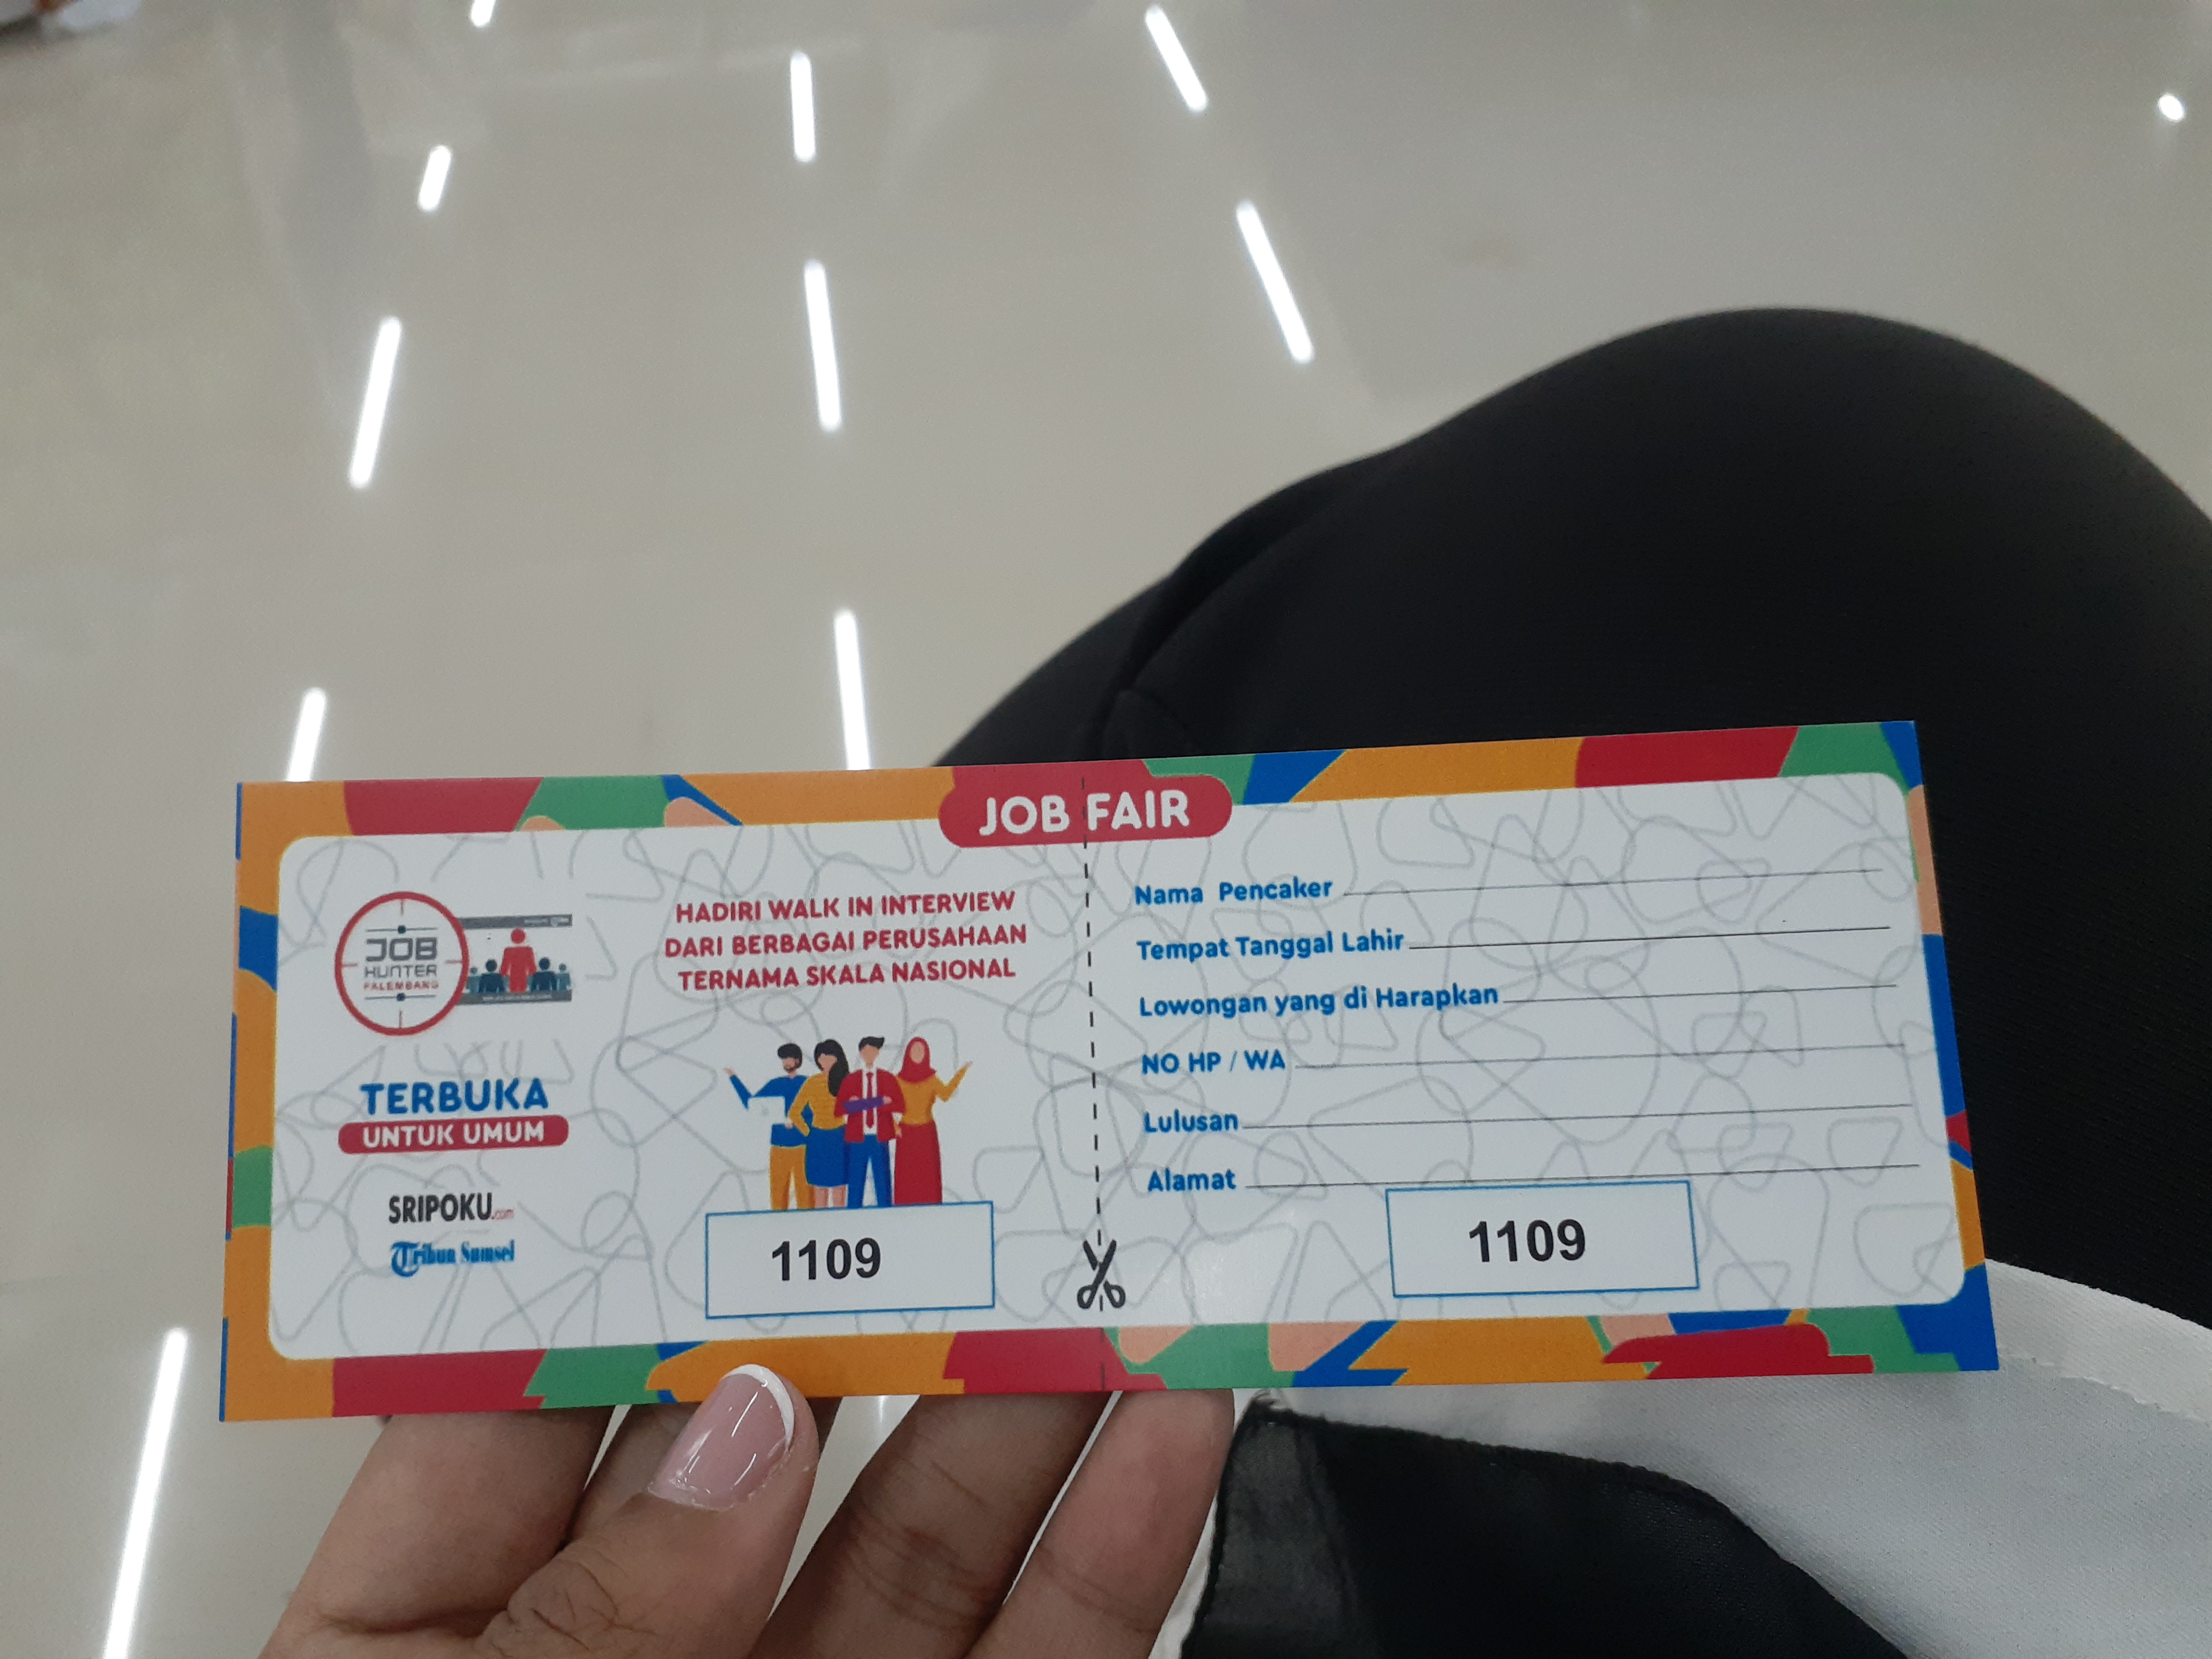 JOB FAIR
JOB
HUNTER
PALEMBANG
HADIRI WALK IN INTERVIEW
DARI BERBAGAI PERUSAHAAN
TERNAMA SKALA NASIONAL
TERBUKA
UNTUK UMUM
SRIPOKU.com
Tribun Sumsel
1109
Nama Pencaker
Tempat Tanggal Lahir
Lowongan yang di Harapkan
NO HP / WA
Lulusan
Alamat
1109